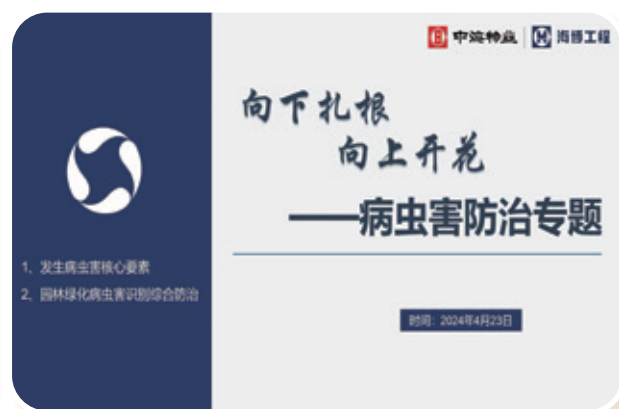 中海物业 海博工程
向下扎根
向上开花
——病虫害防治专题
1、发生病虫害核心要素
2、园林绿化病虫害识别综合防治
时间：2024年4月23日